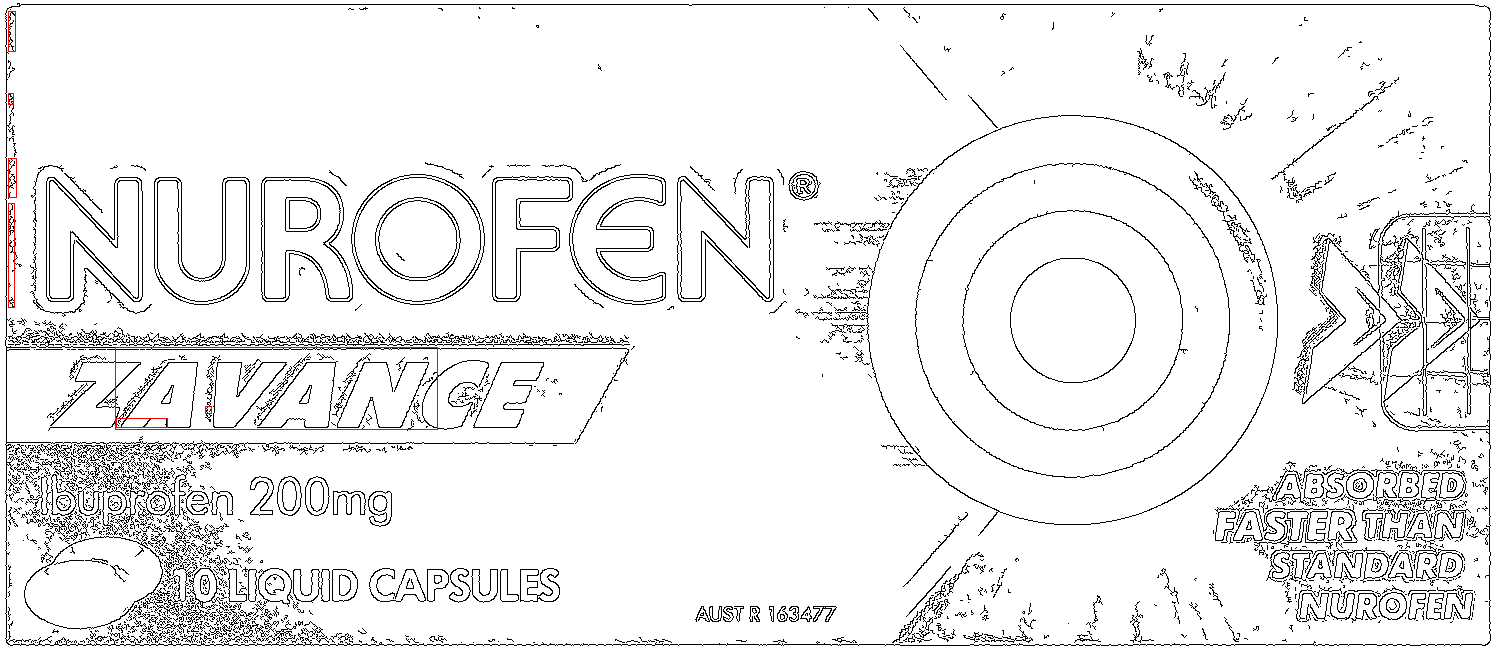 NUROFEN®
ZAVANCE
Ibuprofen 200mg
10 LIQUID CAPSULES
AUST R 163477
ABSORBED
FASTER THAN
STANDARD
NUROFEN